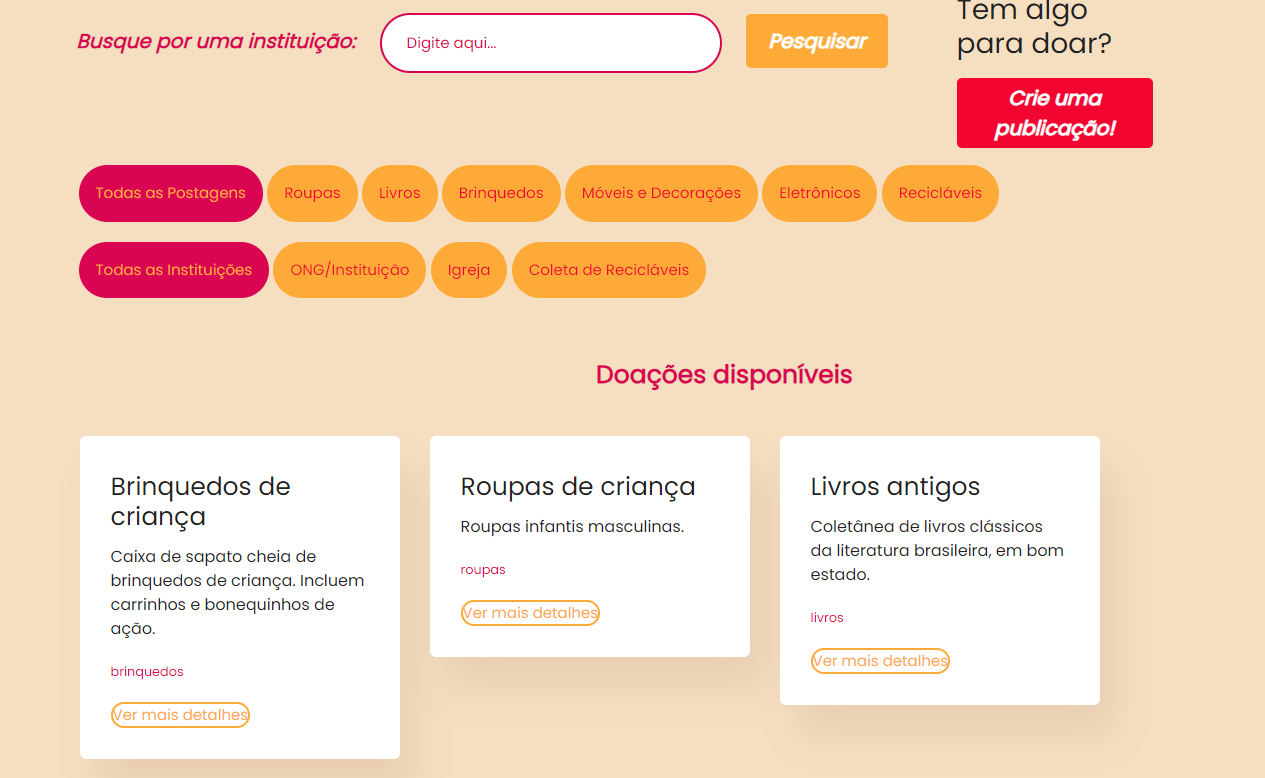 Busque por uma instituição:
Digite aqui...
Pesquisar
Tem algo
para doar?
Crie uma
publicação!
Todas as Postagens
Roupas
Livros
Brinquedos
Móveis e Decorações
Eletrônicos
Recicláveis
Todas as Instituições
ONG/Instituição
Igreja
Coleta de Recicláveis
Doações disponíveis
Brinquedos de
criança
Caixa de sapato cheia de
brinquedos de criança. Incluem
carrinhos e bonequinhos de
ação.
brinquedos
Ver mais detalhes
Roupas de criança
Roupas infantis masculinas.
roupas
Ver mais detalhes
Livros antigos
Coletânea de livros clássicos
da literatura brasileira, em bom
estado.
livros
Ver mais detalhes